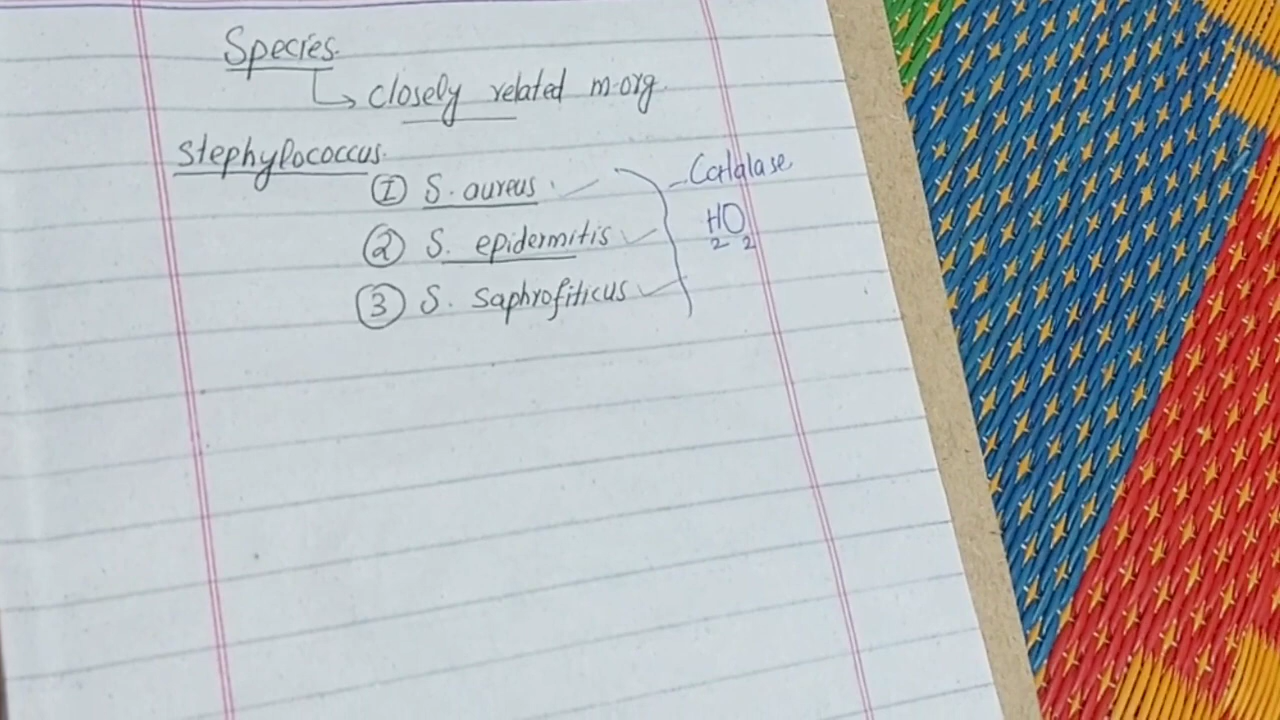 Species.
↳ closely related m.org.
Stephylococcus.
① S. aureus
② S. epidermitis
③ S. saphrofiticus
Catalase
H₂O₂